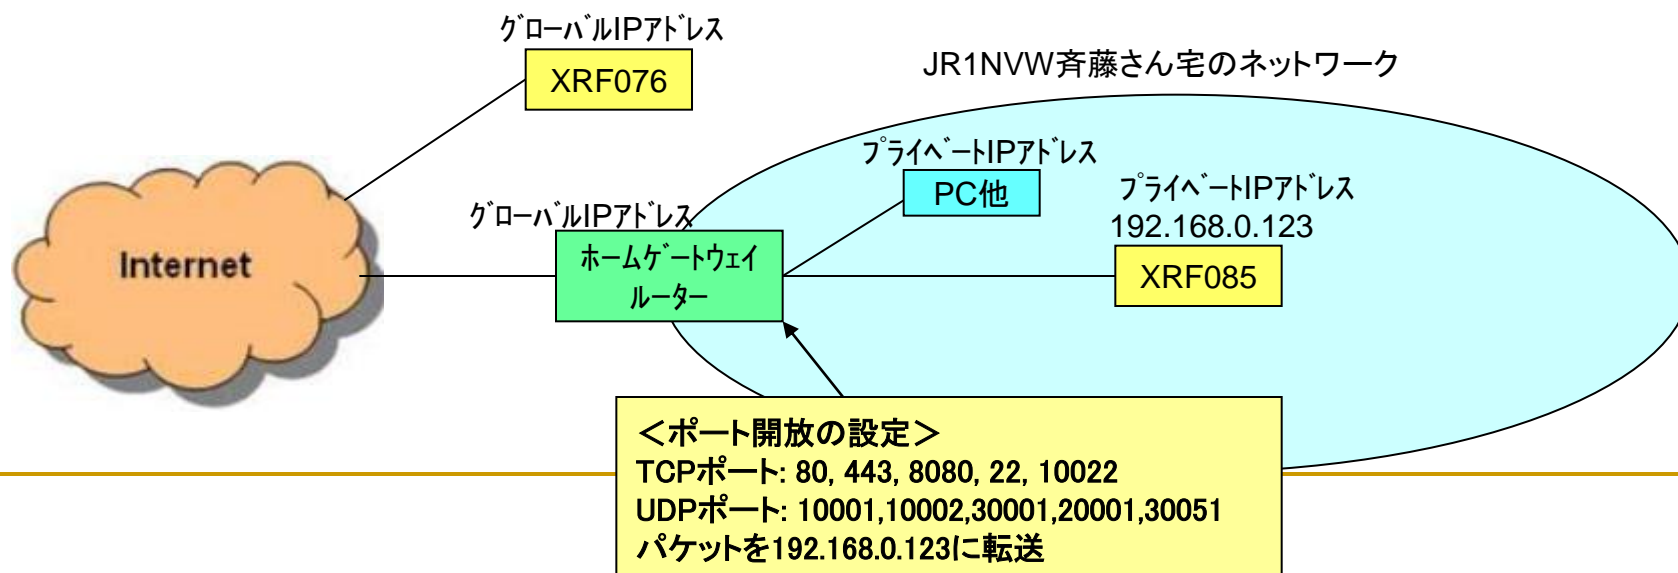 ｸﾞﾛｰﾊﾞﾙIPｱﾄﾞﾚｽ
XRF076
JR1NVW斉藤さん宅のネットワーク
ﾌﾟﾗｲﾍﾞｰﾄIPｱﾄﾞﾚｽ
PC他
ﾌﾟﾗｲﾍﾞｰﾄIPｱﾄﾞﾚｽ
192.168.0.123
XRF085
ｸﾞﾛｰﾊﾞﾙIPｱﾄﾞﾚｽ
ﾎｰﾑｹﾞｰﾄｳｪｲ
ﾙｰﾀｰ
Internet
＜ポート開放の設定＞
TCPポート: 80, 443, 8080, 22, 10022
UDPポート: 10001,10002,30001,20001,30051
パケットを192.168.0.123に転送